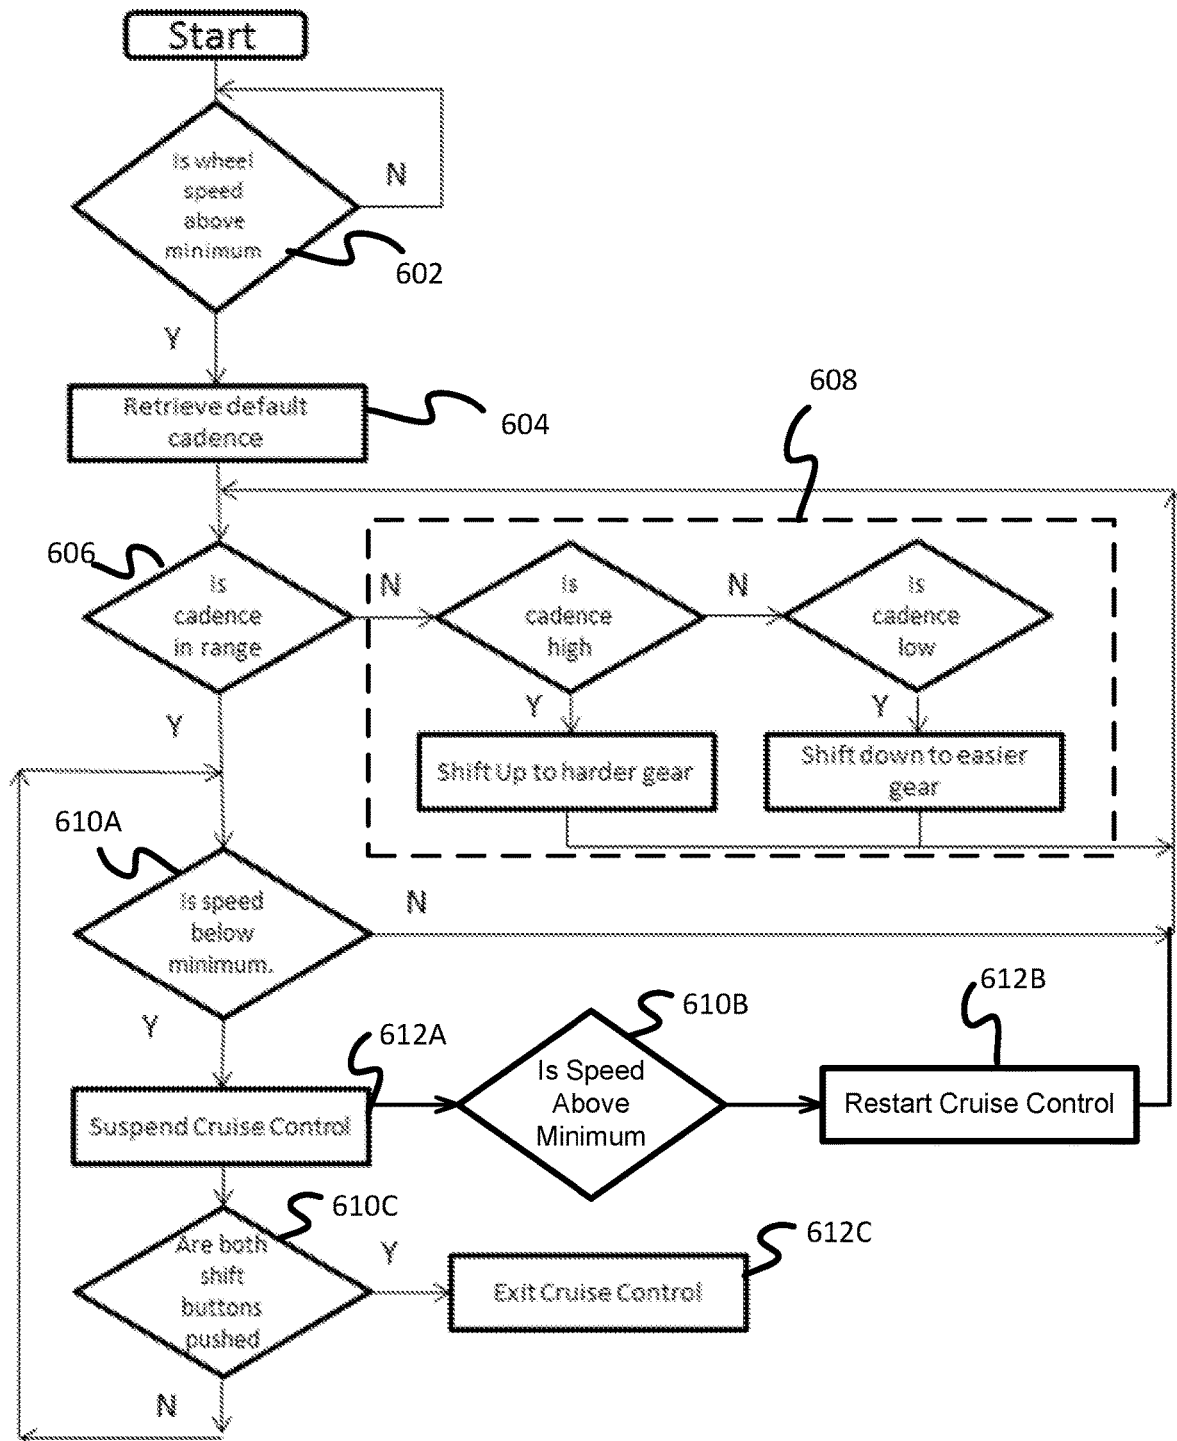 Start
Is wheel
speed
above
minimum
N
602
Y
Retrieve default
cadence
604
608
606
Is
cadence
in range
N
Is
cadence
high
N
Is
cadence
low
Y
Y
Y
Shift Up to harder gear
Shift down to easier
gear
610A
Is speed
below
minimum.
N
Y
612A
Suspend Cruise Control
610B
Is Speed
Above
Minimum
612B
Restart Cruise Control
610C
Are both
shift
buttons
pushed
Y
612C
Exit Cruise Control
N